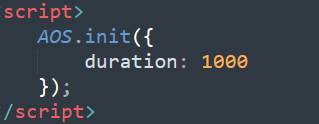 script>
AOS.init({
duration: 1000
});
/script>